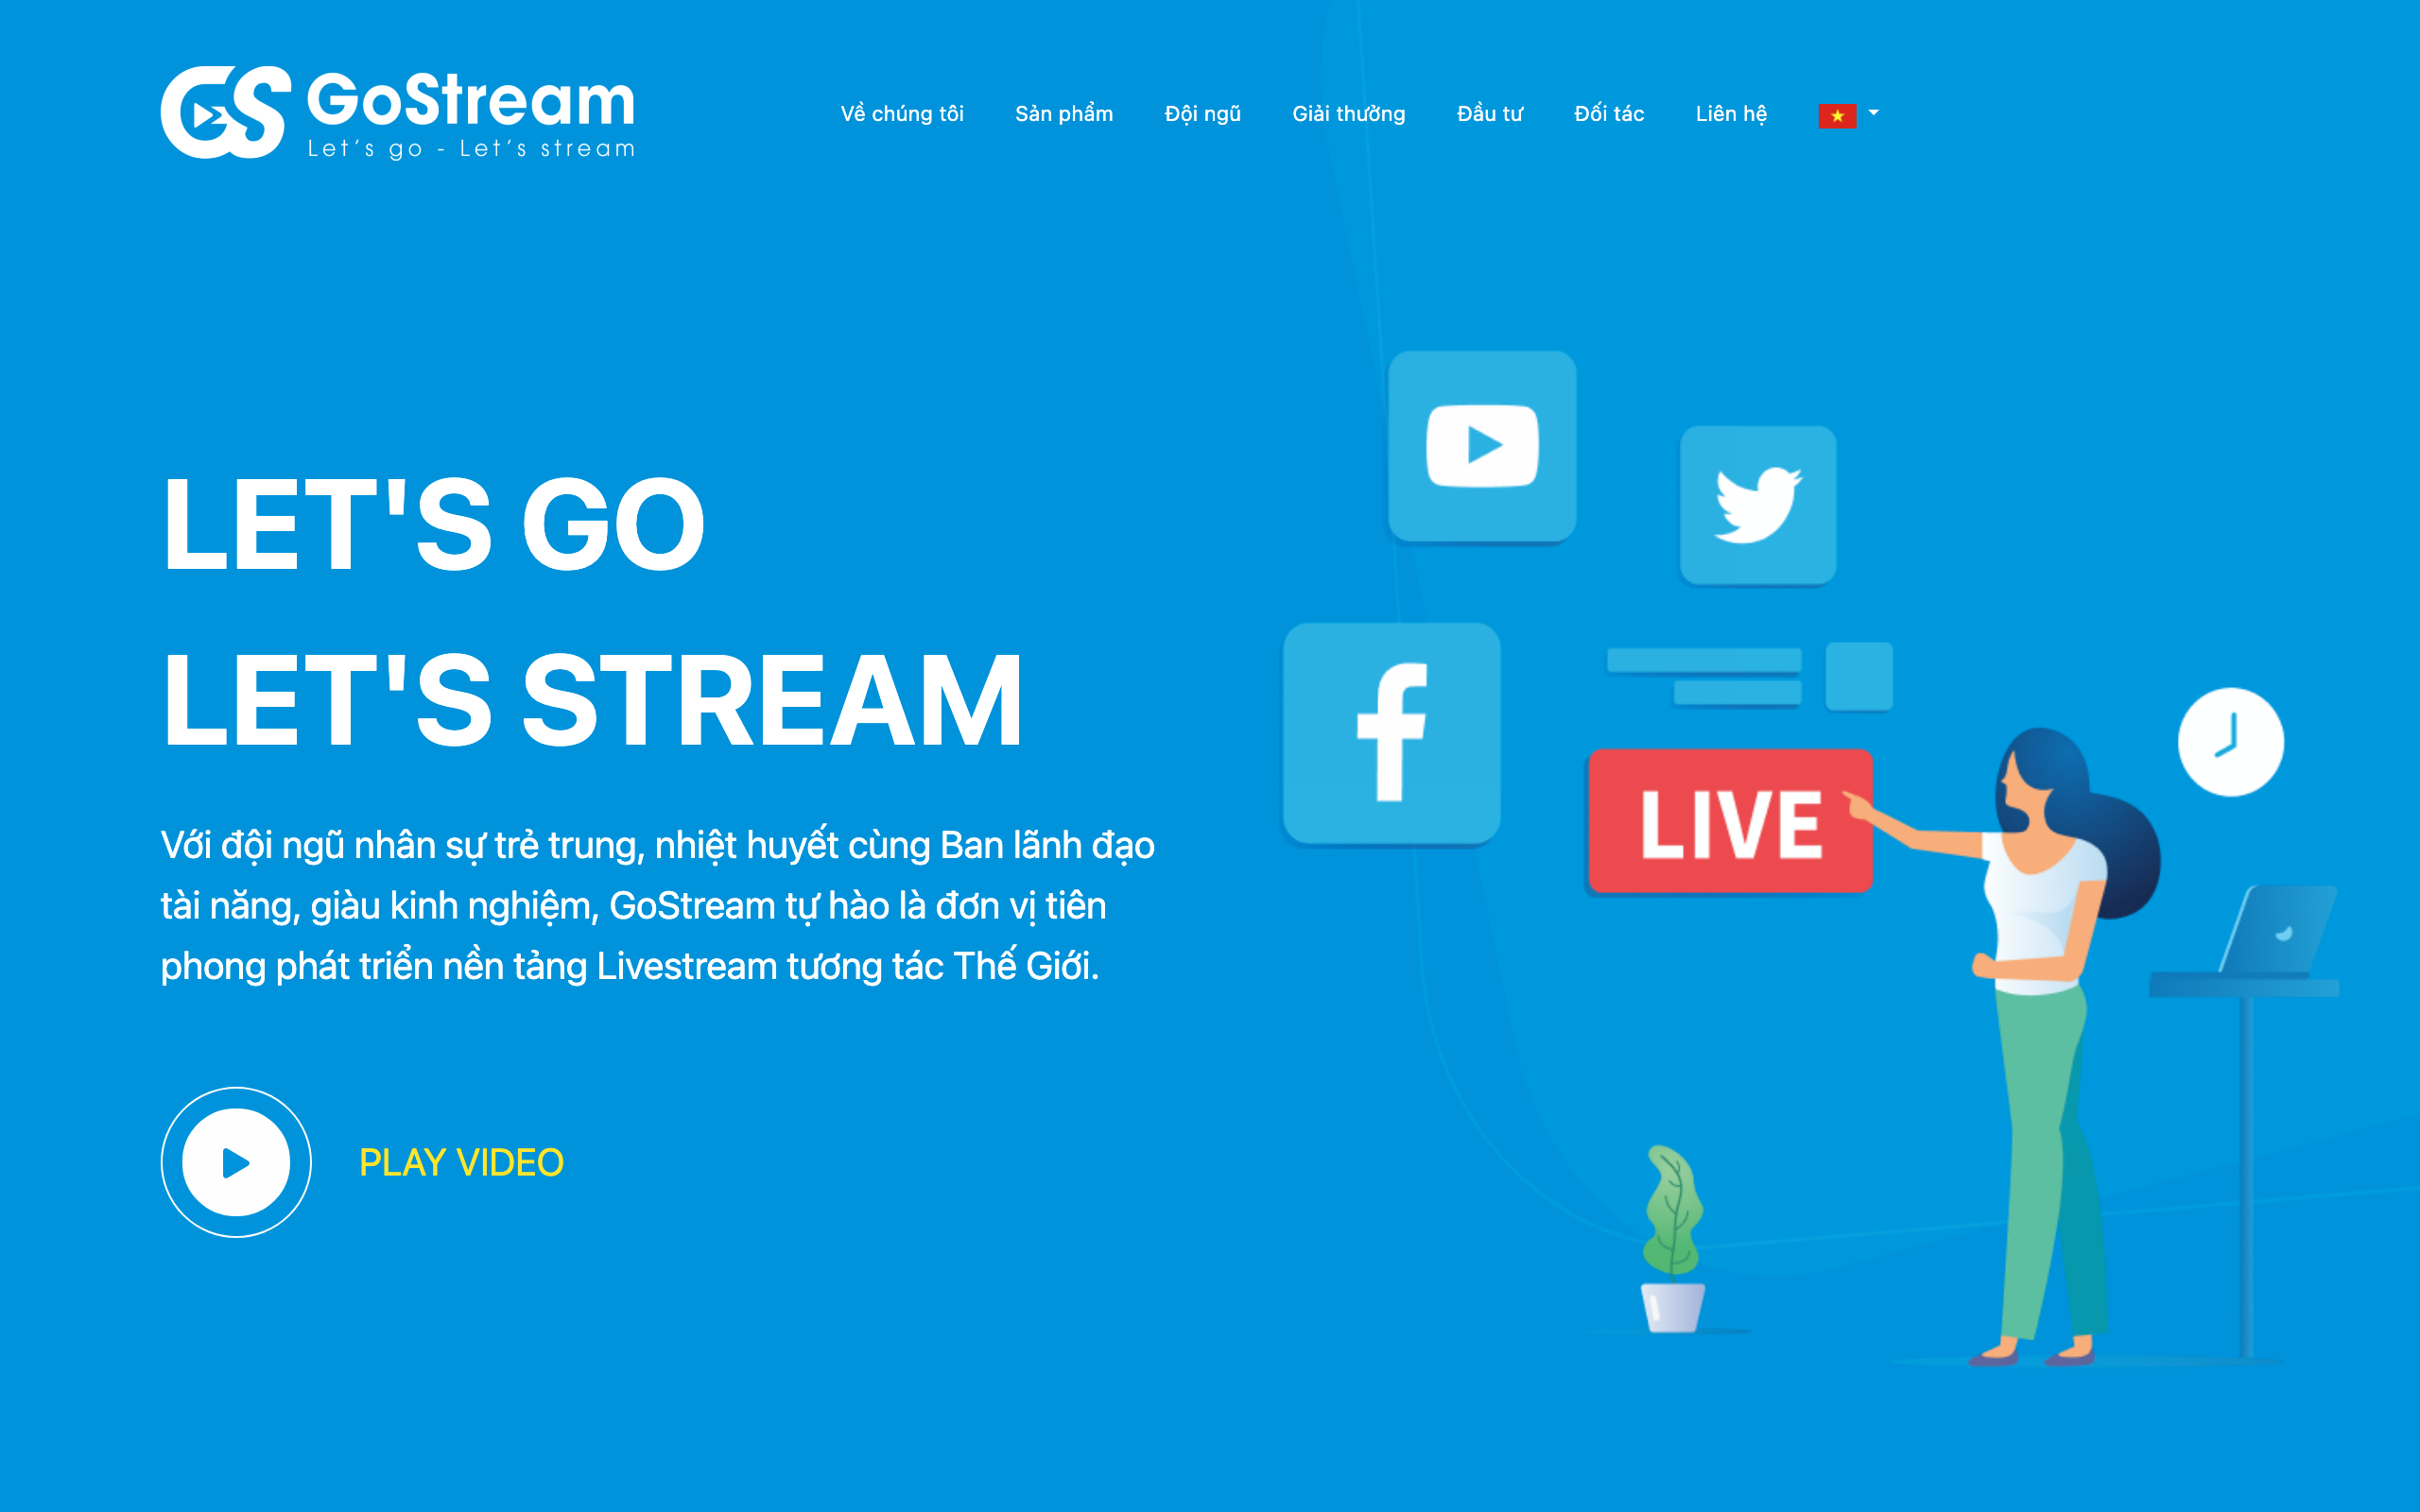 GS GoStream
Let's go - Let's stream
Về chúng tôi Sản phẩm Đội ngũ Giải thưởng Đầu tư Đối tác Liên hệ
LET'S GO
LET'S STREAM
Với đội ngũ nhân sự trẻ trung, nhiệt huyết cùng Ban lãnh đạo
tài năng, giàu kinh nghiệm, GoStream tự hào là đơn vị tiên
phong phát triển nền tảng Livestream tương tác Thế Giới.
PLAY VIDEO
f
LIVE